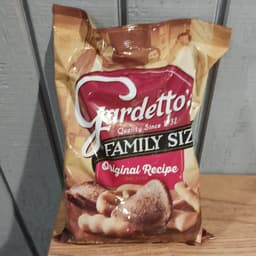 Gardetto's
Quality Since
FAMILY SIZ
Original Recipe